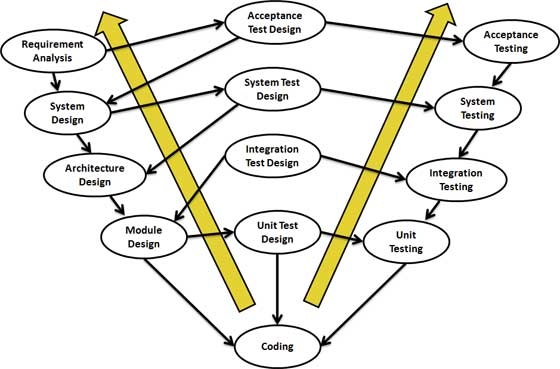 Requirement
Analysis
Acceptance
Test Design
Acceptance
Testing
System
Design
System Test
Design
System
Testing
Architecture
Design
Integration
Test Design
Integration
Testing
Module
Design
Unit Test
Design
Unit
Testing
Coding